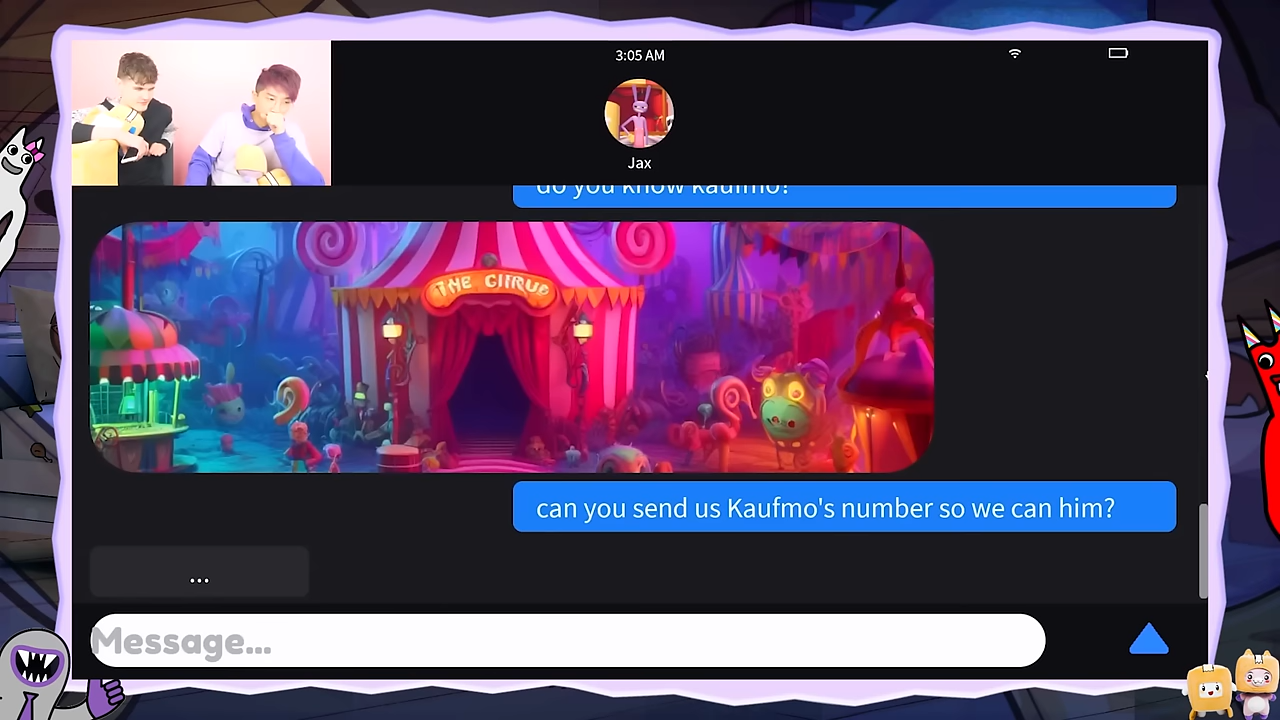 3:05 AM
Jax
do you know kaufmo?
THE CIRUE
can you send us Kaufmo's number so we can him?
...
Message...